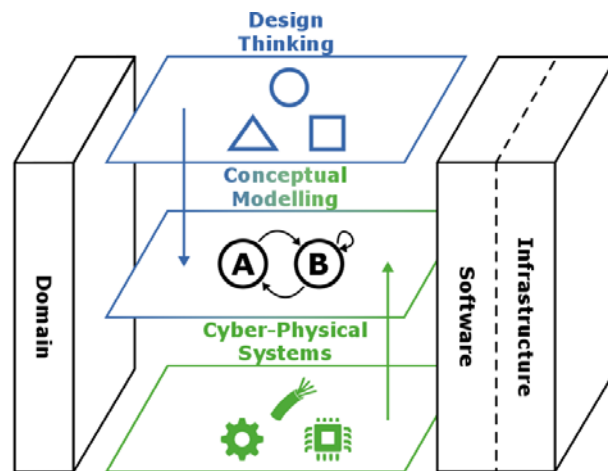 Design
Thinking
Conceptual
Modelling
A
B
Cyber-Physical
Systems
Domain
Software
Infrastructure